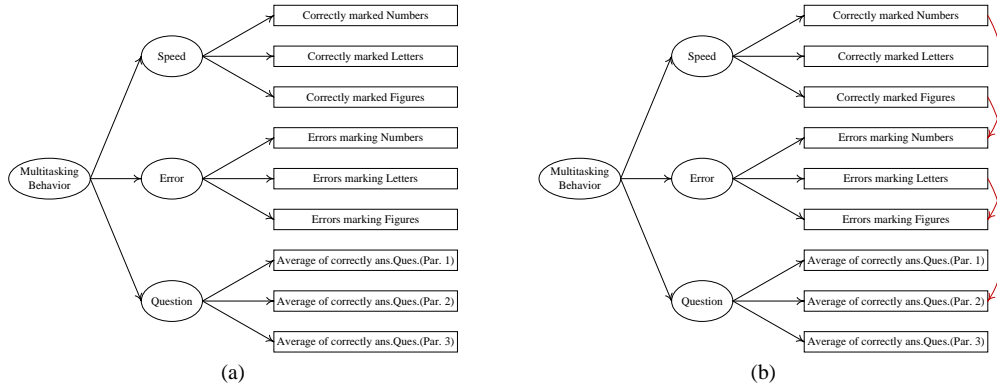 Correctly marked Numbers
Speed
Correctly marked Letters
Correctly marked Figures
Errors marking Numbers
Multitasking
Behavior
Error
Errors marking Letters
Errors marking Figures
Average of correctly ans.Ques.(Par. 1)
Question
Average of correctly ans.Ques.(Par. 2)
Average of correctly ans.Ques.(Par. 3)
(a)
Correctly marked Numbers
Speed
Correctly marked Letters
Correctly marked Figures
Errors marking Numbers
Multitasking
Behavior
Error
Errors marking Letters
Errors marking Figures
Average of correctly ans.Ques.(Par. 1)
Question
Average of correctly ans.Ques.(Par. 2)
Average of correctly ans.Ques.(Par. 3)
(b)